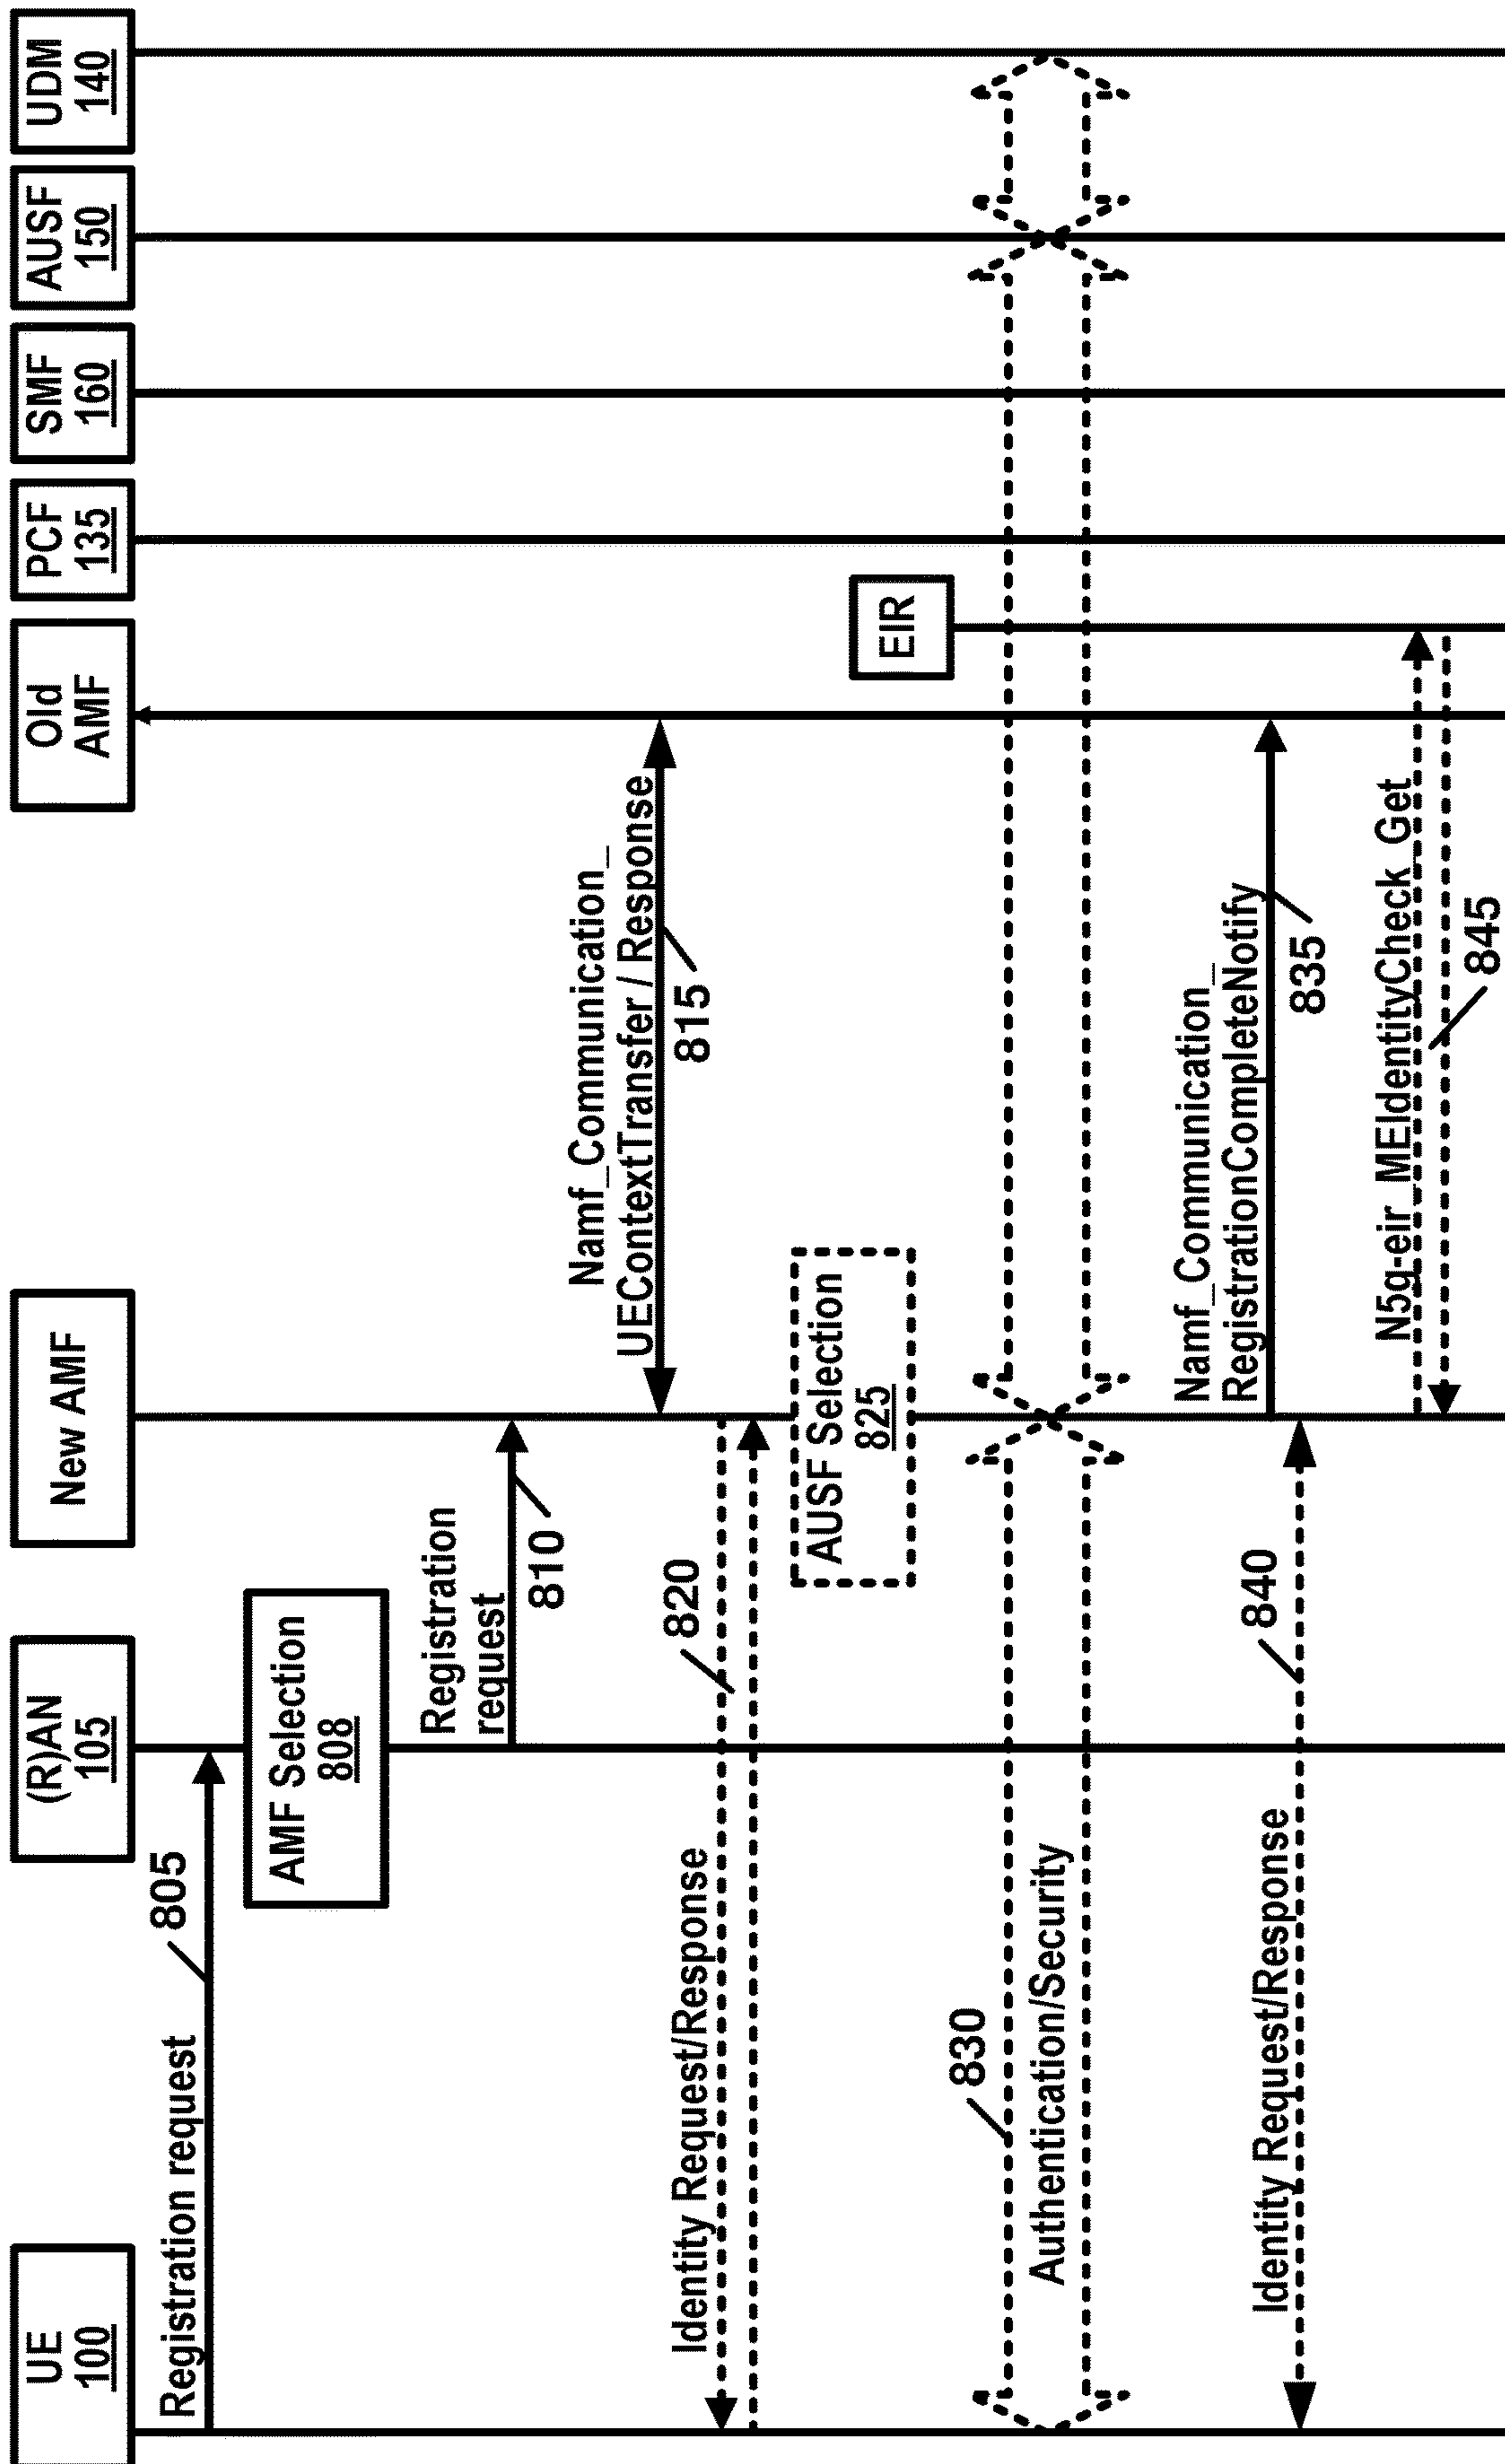 UE
100
(R)AN
105
New AMF
Old
AMF
PCF
135
SMF
160
AUSF
150
UDM
140
Registration request
805
AMF Selection
808
Registration
request
810
Namf_Communication_
UEContextTransfer / Response
815
Identity Request/Response
820
AUSF Selection
825
EIR
830
Authentication/Security
Namf_Communication_
RegistrationCompleteNotify
835
Identity Request/Response
840
N5g-eir_MEIdentityCheck_Get
845